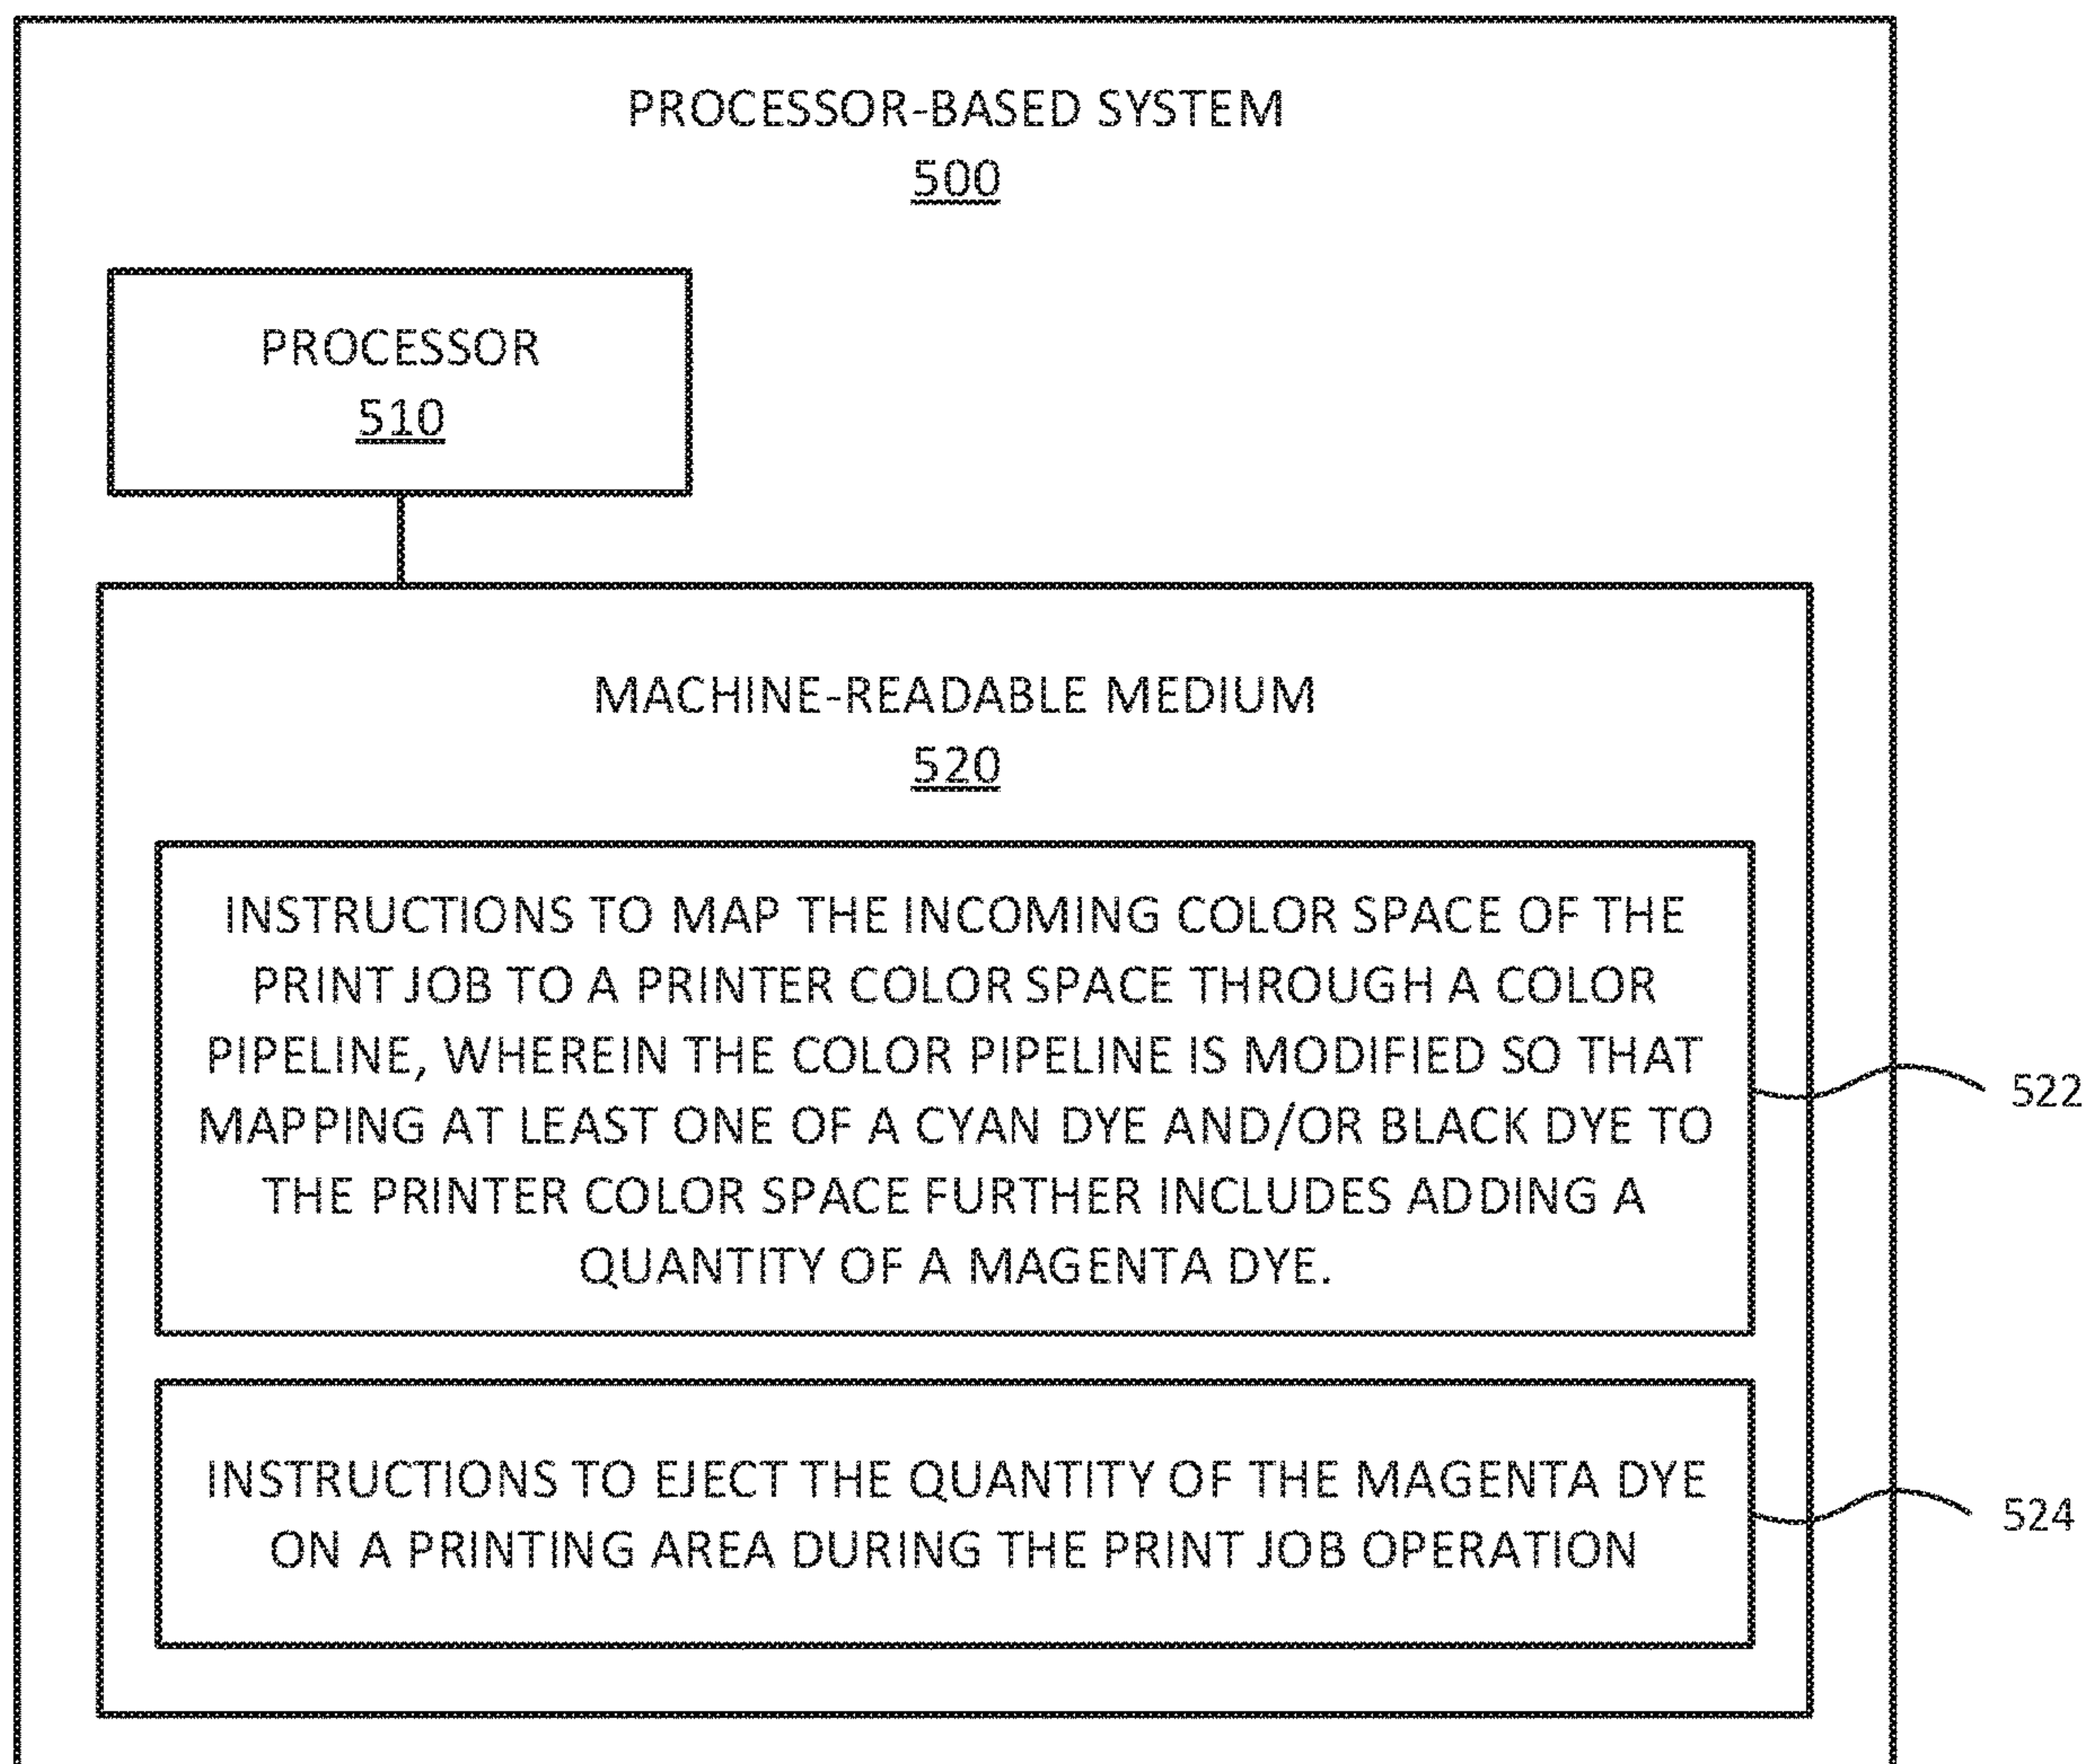 PROCESSOR-BASED SYSTEM
500
PROCESSOR
510
MACHINE-READABLE MEDIUM
520
INSTRUCTIONS TO MAP THE INCOMING COLOR SPACE OF THE
PRINT JOB TO A PRINTER COLOR SPACE THROUGH A COLOR
PIPELINE, WHEREIN THE COLOR PIPELINE IS MODIFIED SO THAT
MAPPING AT LEAST ONE OF A CYAN DYE AND/OR BLACK DYE TO
THE PRINTER COLOR SPACE FURTHER INCLUDES ADDING A
QUANTITY OF A MAGENTA DYE.
522
INSTRUCTIONS TO EJECT THE QUANTITY OF THE MAGENTA DYE
ON A PRINTING AREA DURING THE PRINT JOB OPERATION
524